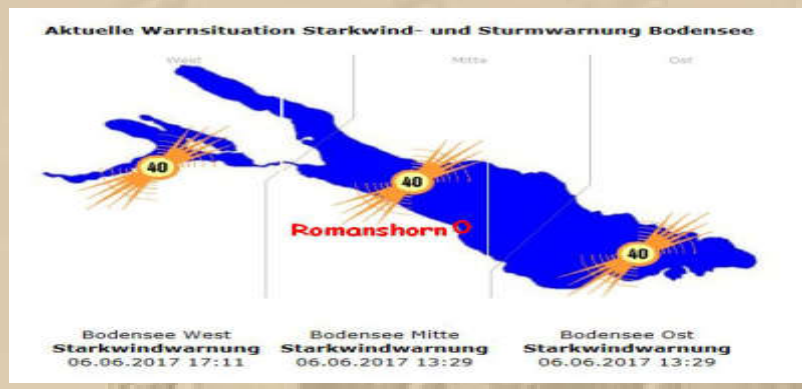 Aktuelle Warnsituation Starkwind- und Sturmwarnung Bodensee
West Mitte Ost
40
40
Romanshorn
40
Bodensee West
Starkwindwarnung
06.06.2017 17:11
Bodensee Mitte
Starkwindwarnung
06.06.2017 13:29
Bodensee Ost
Starkwindwarnung
06.06.2017 13:29